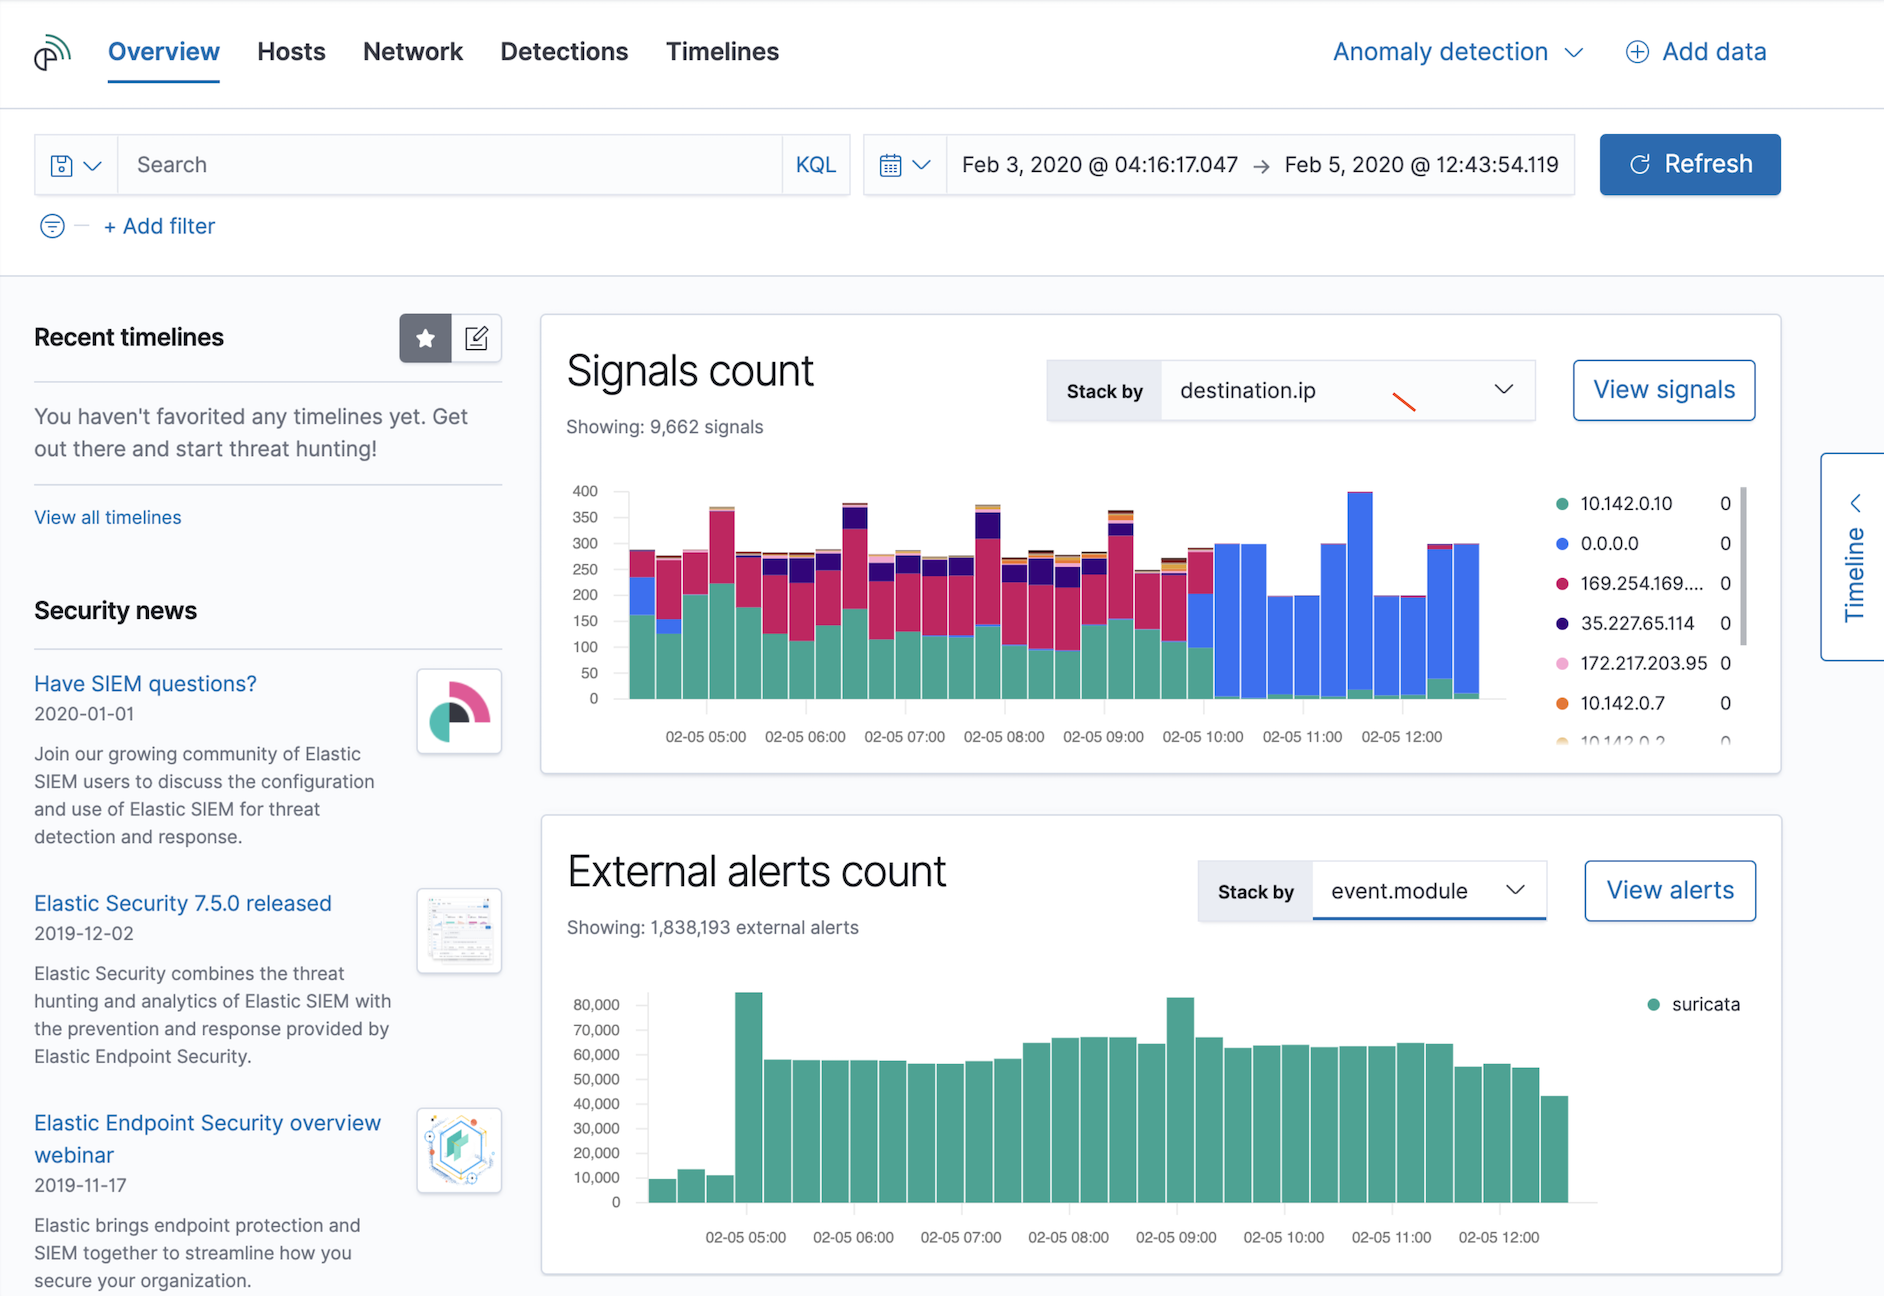 Overview Hosts Network Detections Timelines Anomaly detection Add data
Search KQL Feb 3, 2020 @ 04:16:17.047 → Feb 5, 2020 @ 12:43:54.119 Refresh
+ Add filter
Recent timelines
You haven't favorited any timelines yet. Get
out there and start threat hunting!
View all timelines
Security news
Have SIEM questions?
2020-01-01
Join our growing community of Elastic
SIEM users to discuss the configuration
and use of Elastic SIEM for threat
detection and response.
Elastic Security 7.5.0 released
2019-12-02
Elastic Security combines the threat
hunting and analytics of Elastic SIEM with
the prevention and response provided by
Elastic Endpoint Security.
Elastic Endpoint Security overview
webinar
2019-11-17
Elastic brings endpoint protection and
SIEM together to streamline how you
secure your organization.
Signals count
Showing: 9,662 signals
Stack by destination.ip
View signals
400
350
300
250
200
150
100
50
0
02-05 05:00 02-05 06:00 02-05 07:00 02-05 08:00 02-05 09:00 02-05 10:00 02-05 11:00 02-05 12:00
10.142.0.10 0
0.0.0.0 0
169.254.169.... 0
35.227.65.114 0
172.217.203.95 0
10.142.0.7 0
10.142.0.2 0
External alerts count
Showing: 1,838,193 external alerts
Stack by event.module
View alerts
80,000
70,000
60,000
50,000
40,000
30,000
20,000
10,000
0
02-05 05:00 02-05 06:00 02-05 07:00 02-05 08:00 02-05 09:00 02-05 10:00 02-05 11:00 02-05 12:00
suricata
Timeline